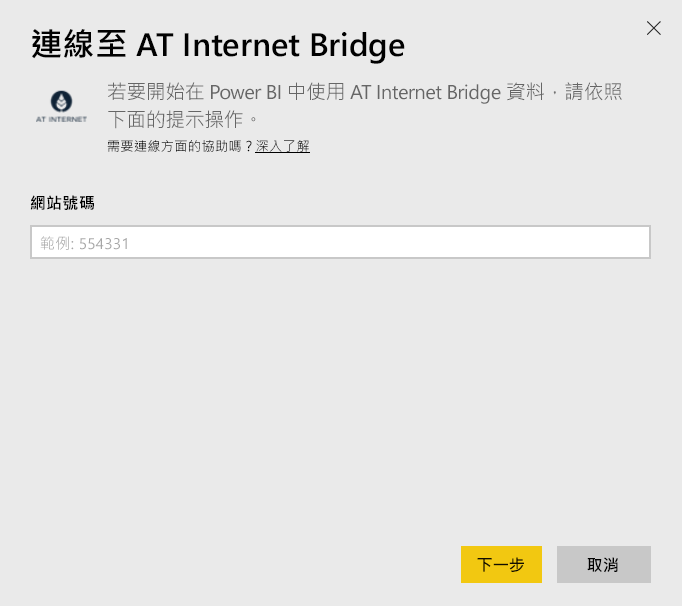 連線至 AT Internet Bridge
AT INTERNET
若要開始在 Power BI 中使用 AT Internet Bridge 資料，請依照
下面的提示操作。
需要連線方面的協助嗎？深入了解
網站號碼
範例: 554331
下一步
取消